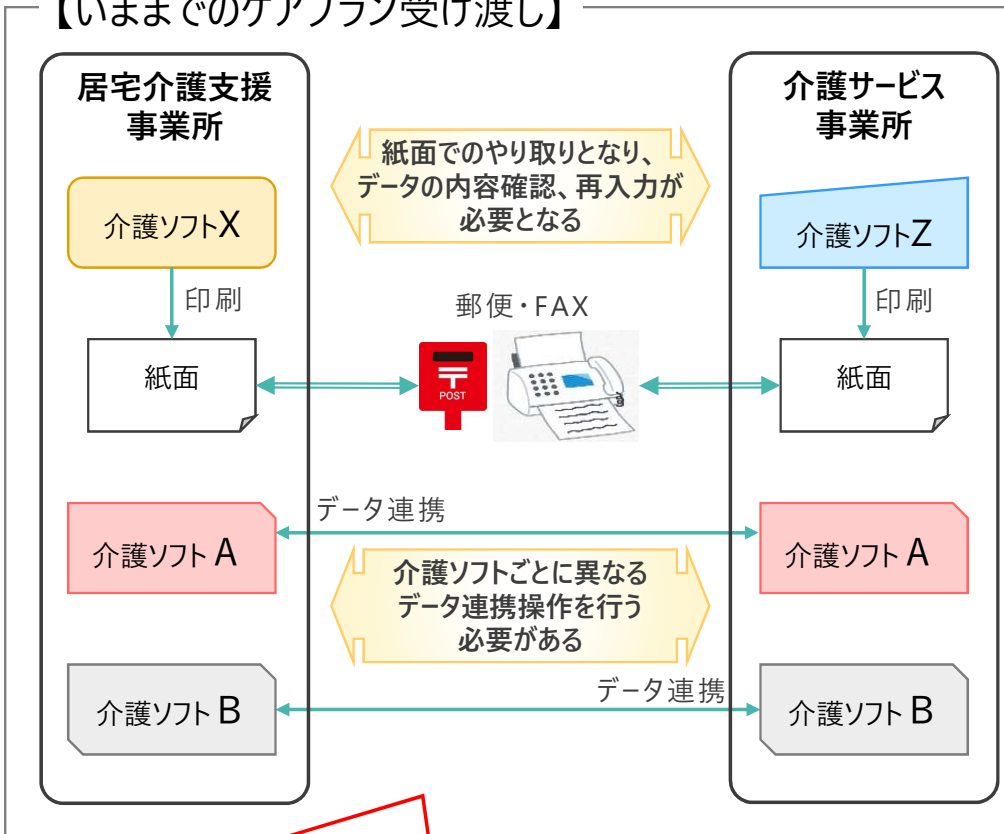 【いままでのケアプラン受け渡し】
居宅介護支援
事業所
介護サービス
事業所
紙面でのやり取りとなり、
データの内容確認、再入力が
必要となる
介護ソフトX
介護ソフトZ
印刷
郵便・FAX
印刷
紙面
〒
POST
紙面
データ連携
介護ソフト A
介護ソフト A
介護ソフトごとに異なる
データ連携操作を行う
必要がある
データ連携
介護ソフト B
介護ソフト B